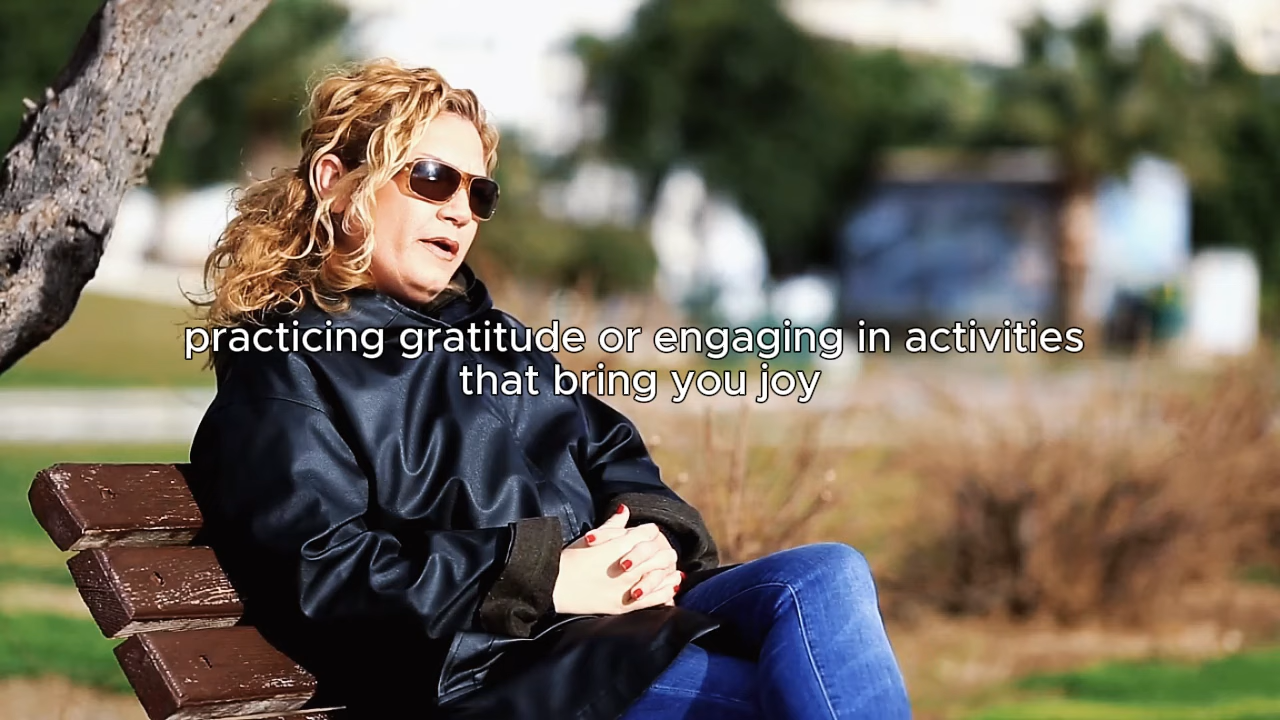 practicing gratitude or engaging in activities
that bring you joy